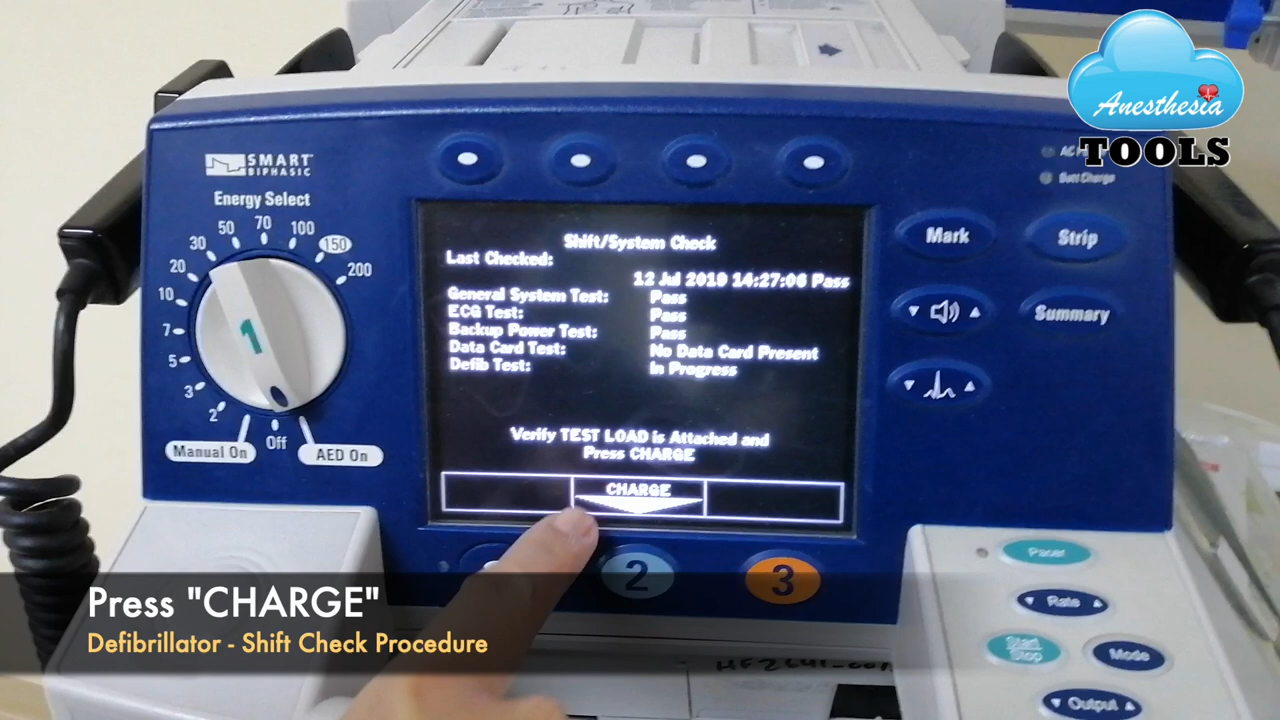 Anesthesia
TOOLS
SMART
BIPHASIC
Energy Select
70
50
100
30
150
20
200
10
7
5
3
2
1
Manual On
Off
AED On
Batt Charge
Mark
Strip
Summary
Shift/System Check
Last Checked:
12 Jul 2019 14:27:06 Pass
General System Test: Pass
ECG Test: Pass
Backup Power Test: Pass
Data Card Test: No Data Card Present
Defib Test: In Progress
Verify TEST LOAD is Attached and
Press CHARGE
CHARGE
2
3
Pacer
Rate
Start
Stop
Mode
Output
Press "CHARGE"
Defibrillator - Shift Check Procedure